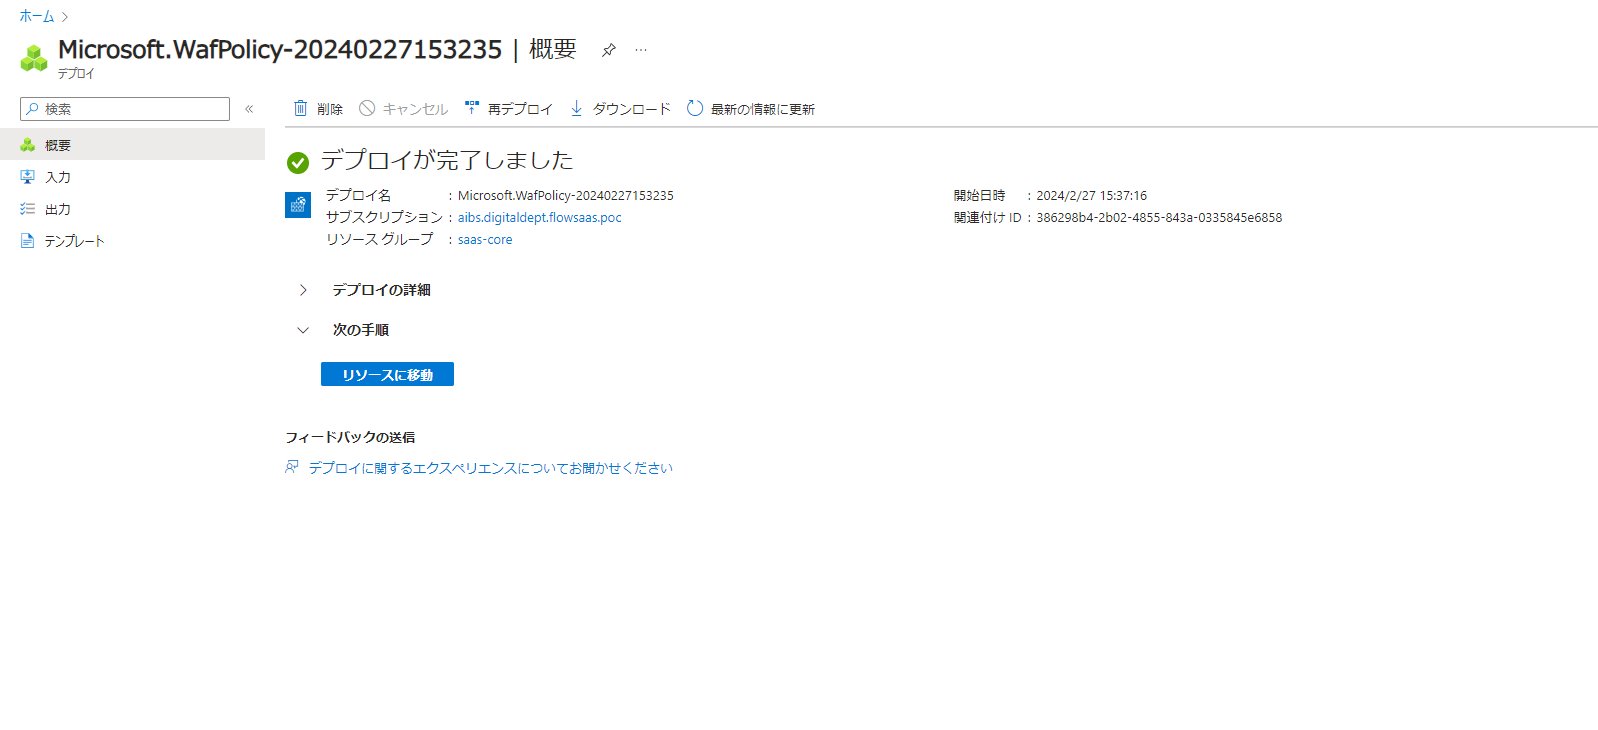 ホーム
Microsoft.WafPolicy-20240227153235 | 概要
デプロイ
検索
削除 キャンセル 再デプロイ ダウンロード 最新の情報に更新
概要
入力
出力
テンプレート
デプロイが完了しました
デプロイ名 : Microsoft.WafPolicy-20240227153235
サブスクリプション : aibs.digitaldept.flowsaas.poc
リソース グループ : saas-core
開始日時 : 2024/2/27 15:37:16
関連付け ID : 386298b4-2b02-4855-843a-0335845e6858
デプロイの詳細
次の手順
リソースに移動
フィードバックの送信
デプロイに関するエクスペリエンスについてお聞かせください